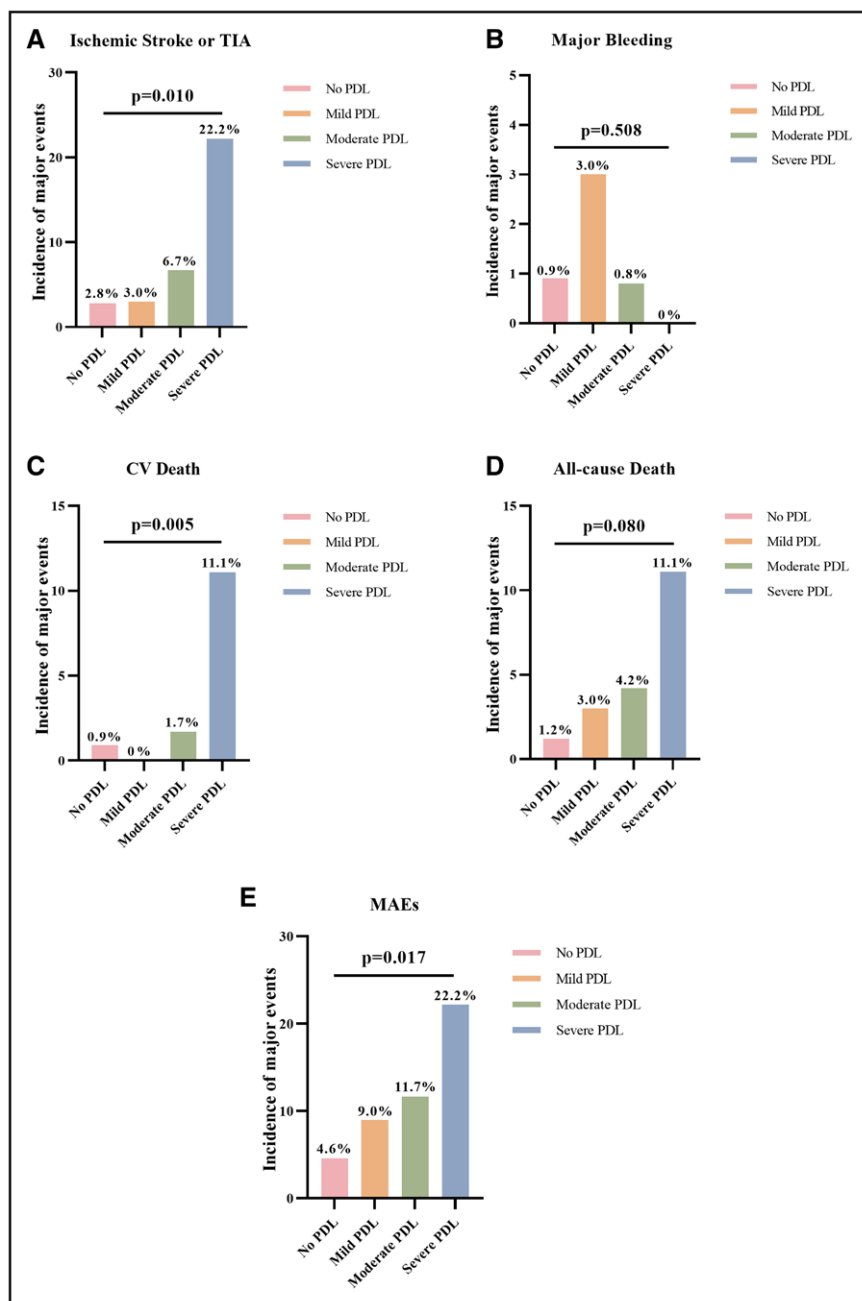 A Ischemic Stroke or TIA
Incidence of major events
30
20
10
0
p=0.010
2.8%
3.0%
6.7%
22.2%
No PDL
Mild PDL
Moderate PDL
Severe PDL
No PDL
Mild PDL
Moderate PDL
Severe PDL
B Major Bleeding
Incidence of major events
5
4
3
2
1
0
p=0.508
0.9%
3.0%
0.8%
0%
No PDL
Mild PDL
Moderate PDL
Severe PDL
No PDL
Mild PDL
Moderate PDL
Severe PDL
C CV Death
Incidence of major events
15
10
5
0
p=0.005
0.9%
0%
1.7%
11.1%
No PDL
Mild PDL
Moderate PDL
Severe PDL
No PDL
Mild PDL
Moderate PDL
Severe PDL
D All-cause Death
Incidence of major events
15
10
5
0
p=0.080
1.2%
3.0%
4.2%
11.1%
No PDL
Mild PDL
Moderate PDL
Severe PDL
No PDL
Mild PDL
Moderate PDL
Severe PDL
E MAEs
Incidence of major events
30
20
10
0
p=0.017
4.6%
9.0%
11.7%
22.2%
No PDL
Mild PDL
Moderate PDL
Severe PDL
No PDL
Mild PDL
Moderate PDL
Severe PDL